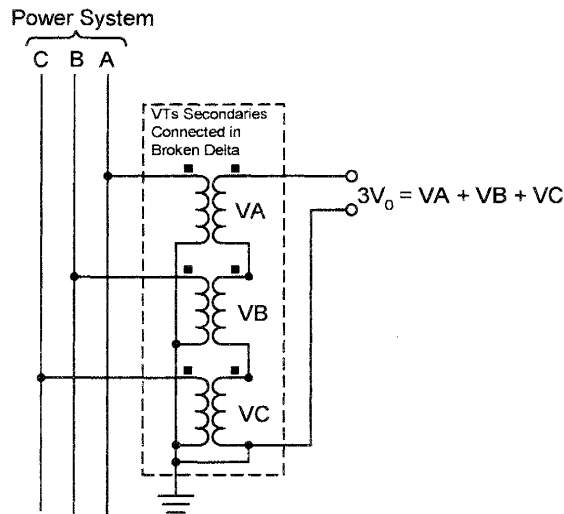 Power System
C B A
VTs Secondaries
Connected in
Broken Delta
VA
3V₀ = VA + VB + VC
VB
VC